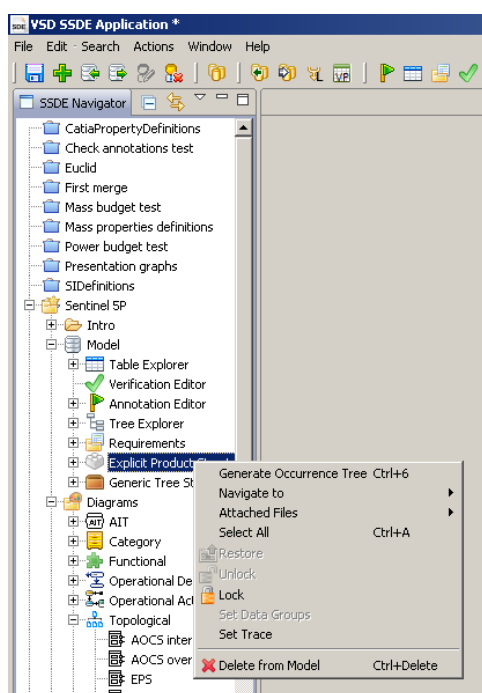 VSD SSDE Application *
File Edit Search Actions Window Help
VP
SSDE Navigator
CatiaPropertyDefinitions
Check annotations test
Euclid
First merge
Mass budget test
Mass properties definitions
Power budget test
Presentation graphs
SIDefinitions
Sentinel 5P
Intro
Model
Table Explorer
Verification Editor
Annotation Editor
Tree Explorer
Requirements
Explicit Product
Generic Tree St
Diagrams
AIT AIT
Category
Functional
Operational De
Operational Act
Topological
AOCS inter
AOCS over
EPS
Generate Occurrence Tree Ctrl+6
Navigate to
Attached Files
Select All Ctrl+A
Restore
Unlock
Lock
Set Data Groups
Set Trace
Delete from Model Ctrl+Delete